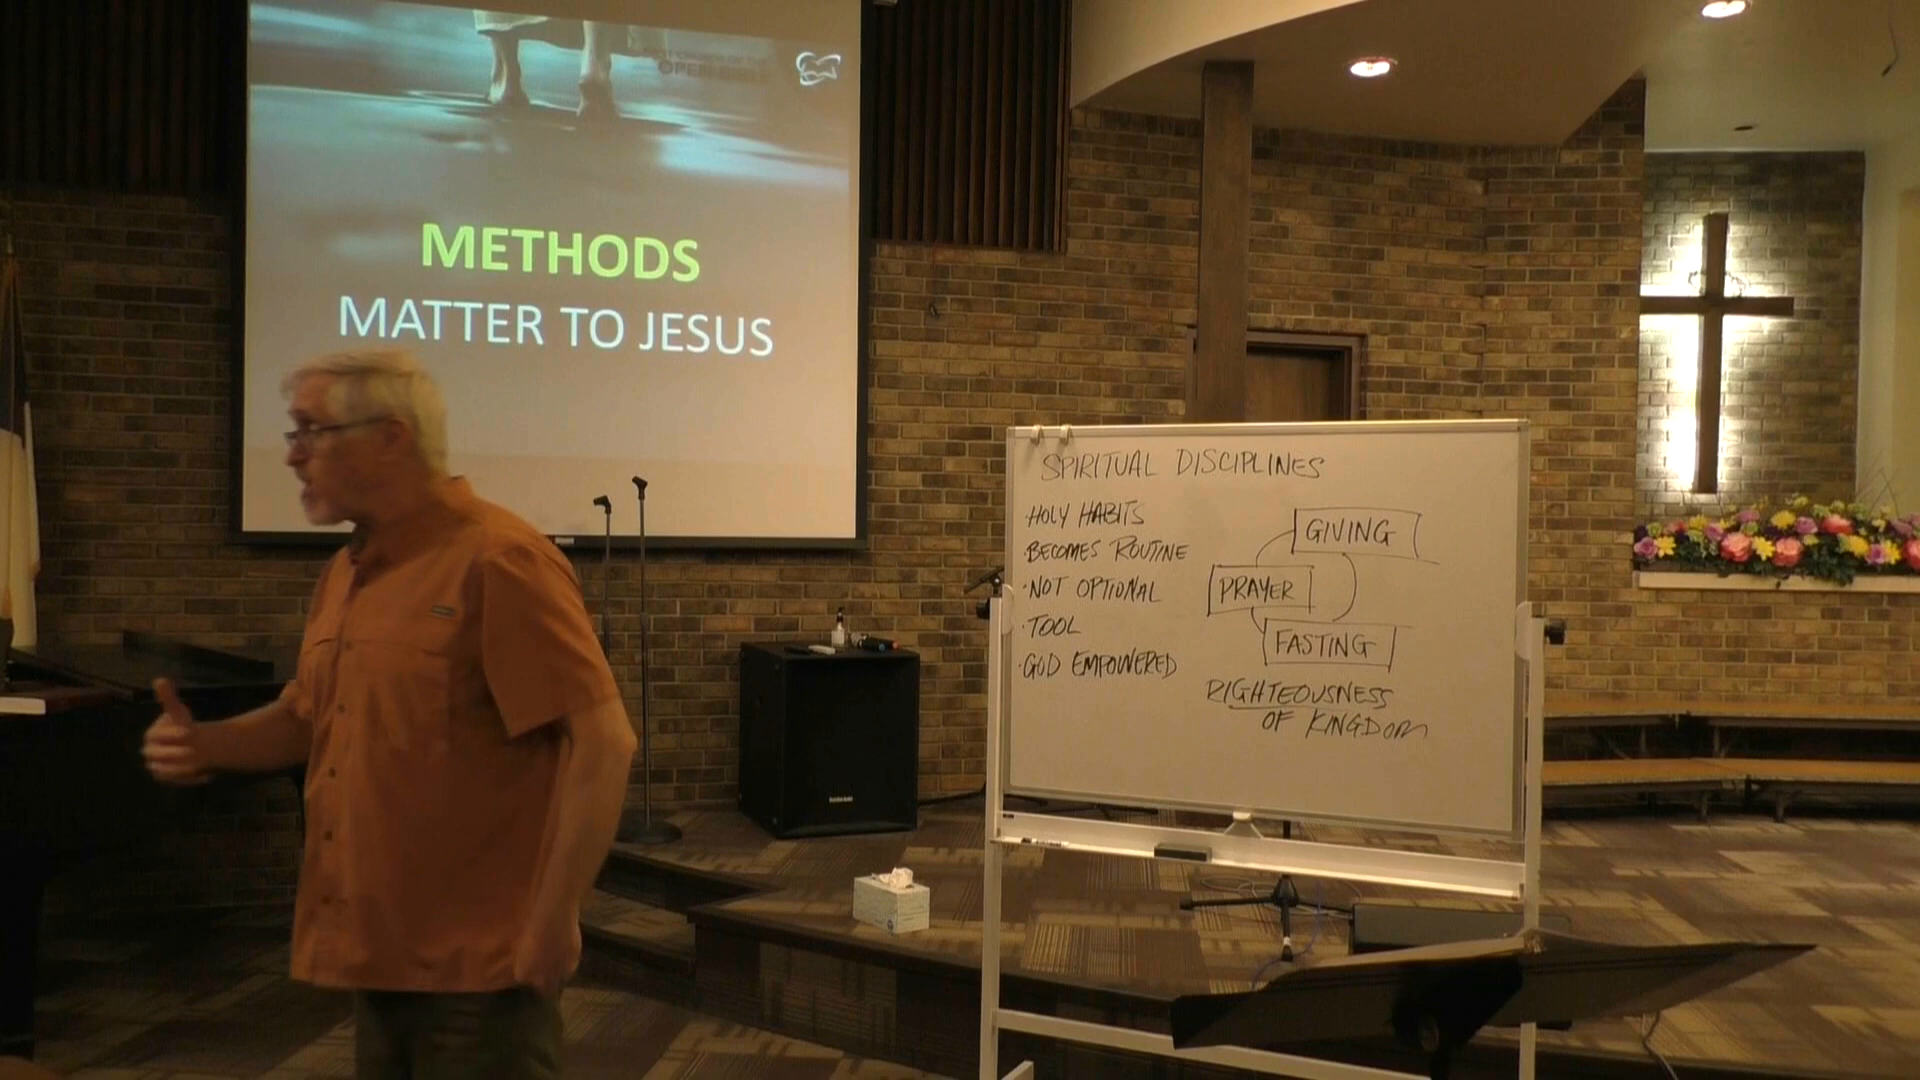 METHODS
MATTER TO JESUS
SPIRITUAL DISCIPLINES
·HOLY HABITS
·BECOMES ROUTINE
·NOT OPTIONAL
·TOOL
·GOD EMPOWERED
GIVING
PRAYER
FASTING
RIGHTEOUSNESS
OF KINGDOM